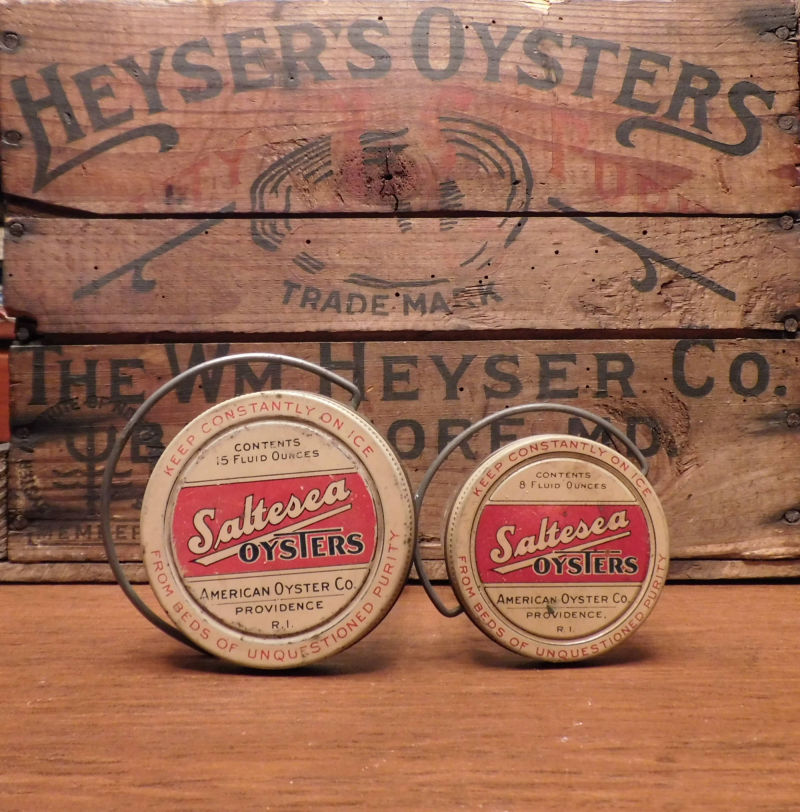 HEYSER'S OYSTERS
TRADE MARK
THE WM HEYSER CO.
MD.
MEMBER
KEEP CONSTANTLY ON ICE
CONTENTS
15 FLUID OUNCES
Saltesea
OYSTERS
AMERICAN OYSTER CO.
PROVIDENCE
R.I.
FROM BEDS OF UNQUESTIONED PURITY
KEEP CONSTANTLY ON ICE
CONTENTS
8 FLUID OUNCES
Saltesea
OYSTERS
AMERICAN OYSTER CO.
PROVIDENCE,
R.I.
FROM BEDS OF UNQUESTIONED PURITY